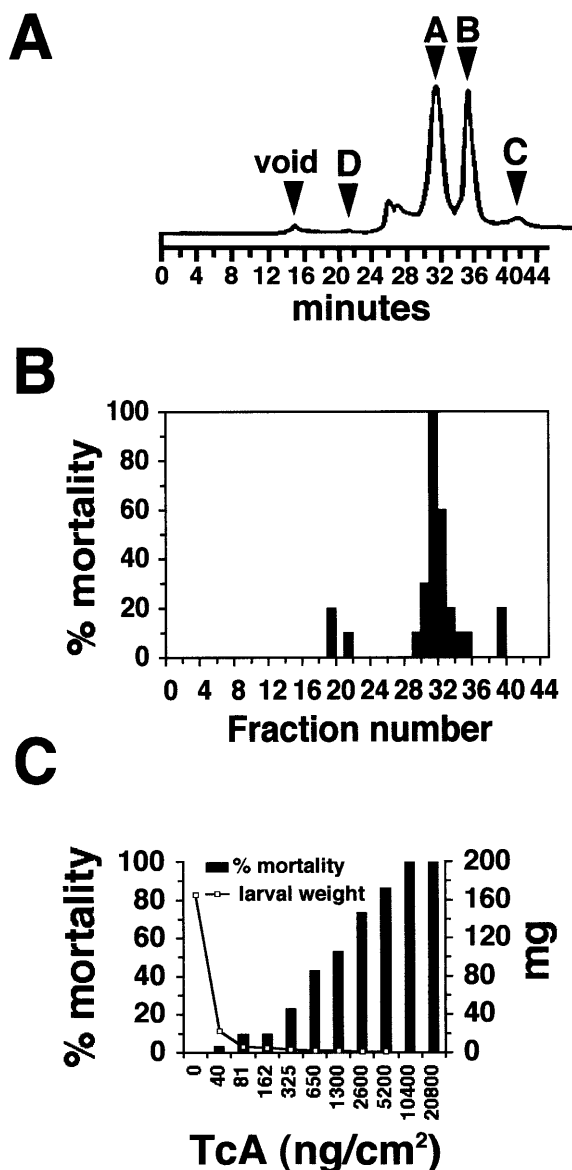 A
A B
void D C
0 4 8 12 16 20 24 28 32 36 40 44
minutes
B
% mortality
100
80
60
40
20
0
0 4 8 12 16 20 24 28 32 36 40 44
Fraction number
C
% mortality
100
80
60
40
20
0
% mortality
larval weight
200
160
120
80
40
0
mg
0 40 81 162 325 650 1300 2600 5200 10400 20800
TcA (ng/cm²)